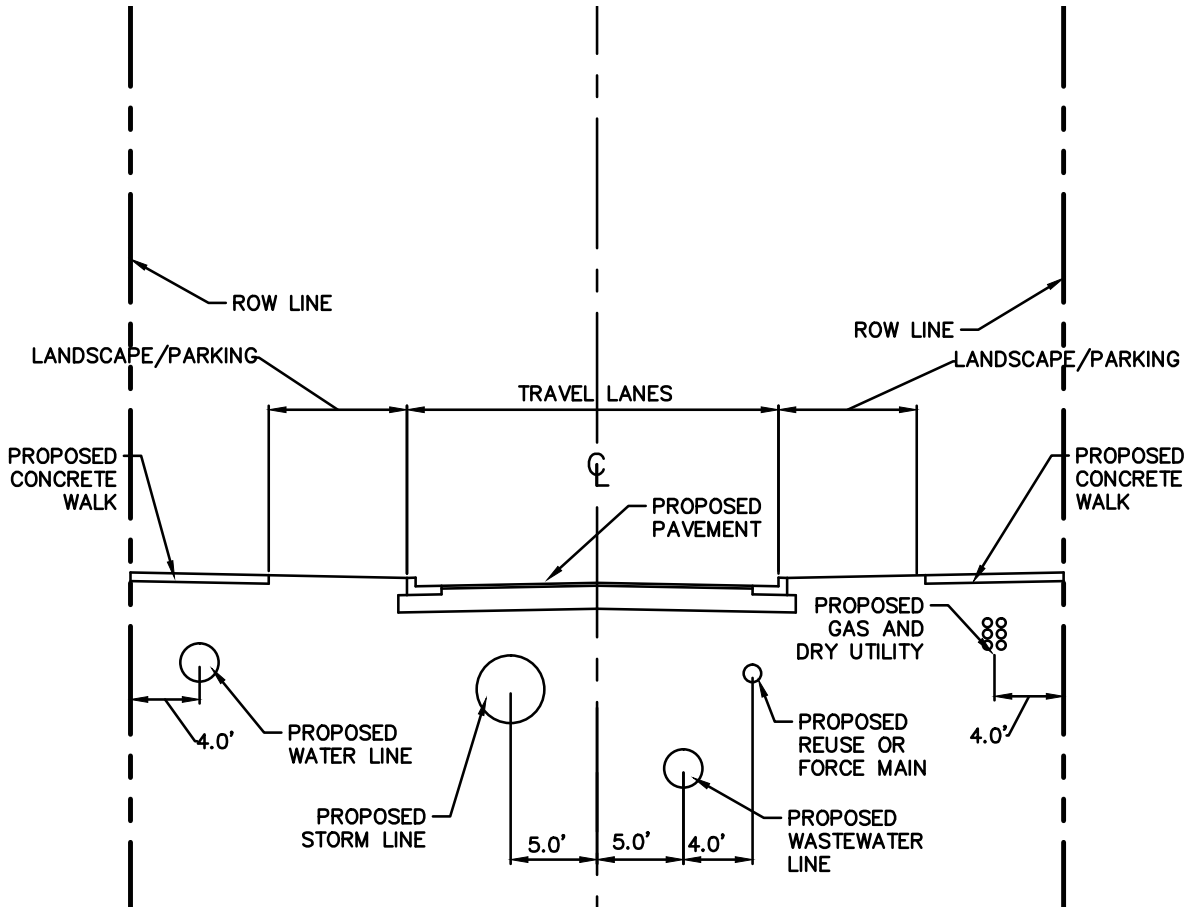 ROW LINE
ROW LINE
LANDSCAPE/PARKING
LANDSCAPE/PARKING
TRAVEL LANES
PROPOSED
CONCRETE
WALK
℄
PROPOSED
PAVEMENT
PROPOSED
CONCRETE
WALK
PROPOSED
GAS AND
DRY UTILITY
4.0'
PROPOSED
WATER LINE
PROPOSED
REUSE OR
FORCE MAIN
4.0'
PROPOSED
STORM LINE
5.0'
5.0'
4.0'
PROPOSED
WASTEWATER
LINE